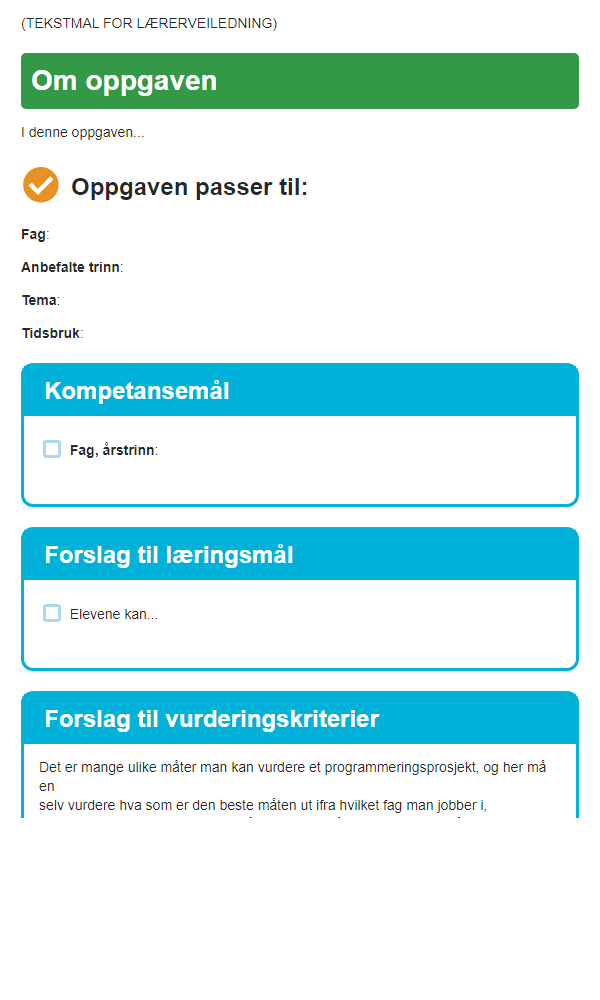 (TEKSTMAL FOR LÆRERVEILEDNING)
Om oppgaven
I denne oppgaven...
Oppgaven passer til:
Fag:
Anbefalte trinn:
Tema:
Tidsbruk:
Kompetansemål
Fag, årstrinn:
Forslag til læringsmål
Elevene kan...
Forslag til vurderingskriterier
Det er mange ulike måter man kan vurdere et programmeringsprosjekt, og her må
en
selv vurdere hva som er den beste måten ut ifra hvilket fag man jobber i,